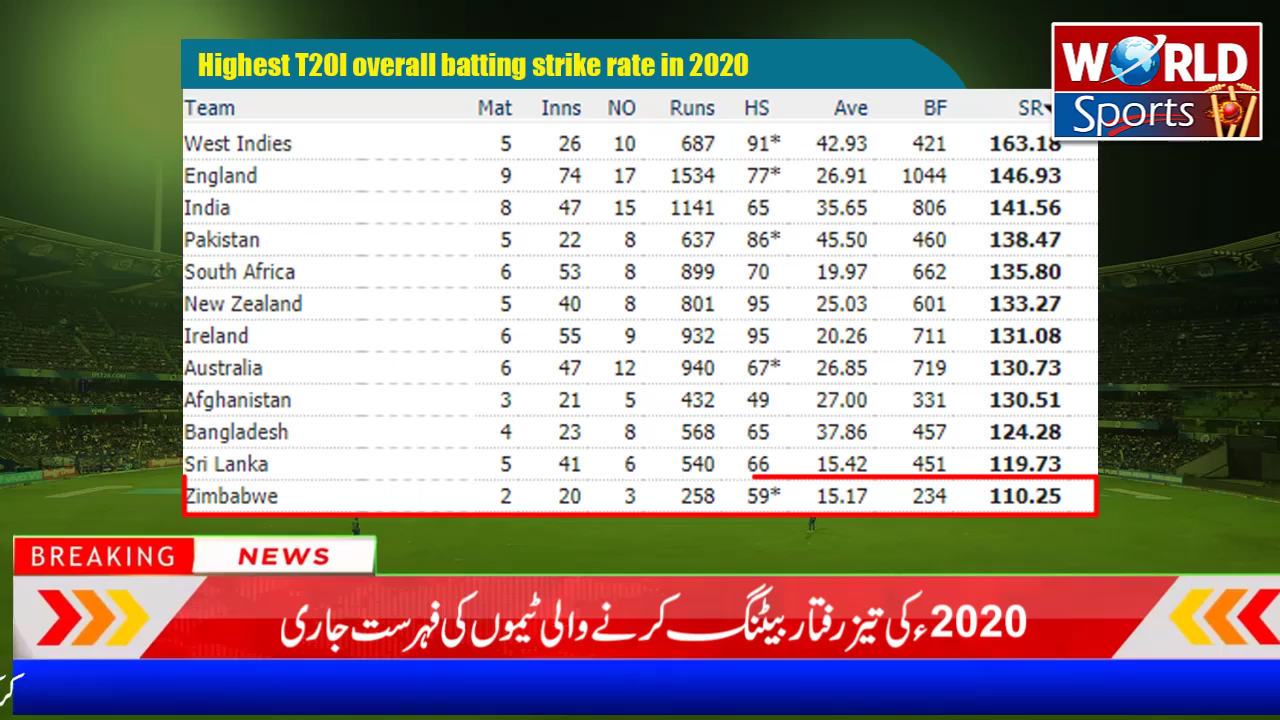 Highest T20I overall batting strike rate in 2020
WORLD
Sports
Team Mat Inns NO Runs HS Ave BF SR
West Indies 5 26 10 687 91* 42.93 421 163.18
England 9 74 17 1534 77* 26.91 1044 146.93
India 8 47 15 1141 65 35.65 806 141.56
Pakistan 5 22 8 637 86* 45.50 460 138.47
South Africa 6 53 8 899 70 19.97 662 135.80
New Zealand 5 40 8 801 95 25.03 601 133.27
Ireland 6 55 9 932 95 20.26 711 131.08
Australia 6 47 12 940 67* 26.85 719 130.73
Afghanistan 3 21 5 432 49 27.00 331 130.51
Bangladesh 4 23 8 568 65 37.86 457 124.28
Sri Lanka 5 41 6 540 66 15.42 451 119.73
Zimbabwe 2 20 3 258 59* 15.17 234 110.25
BREAKING NEWS
2020ء کی تیز رفتار بیٹنگ کرنے والی ٹیموں کی فہرست جاری